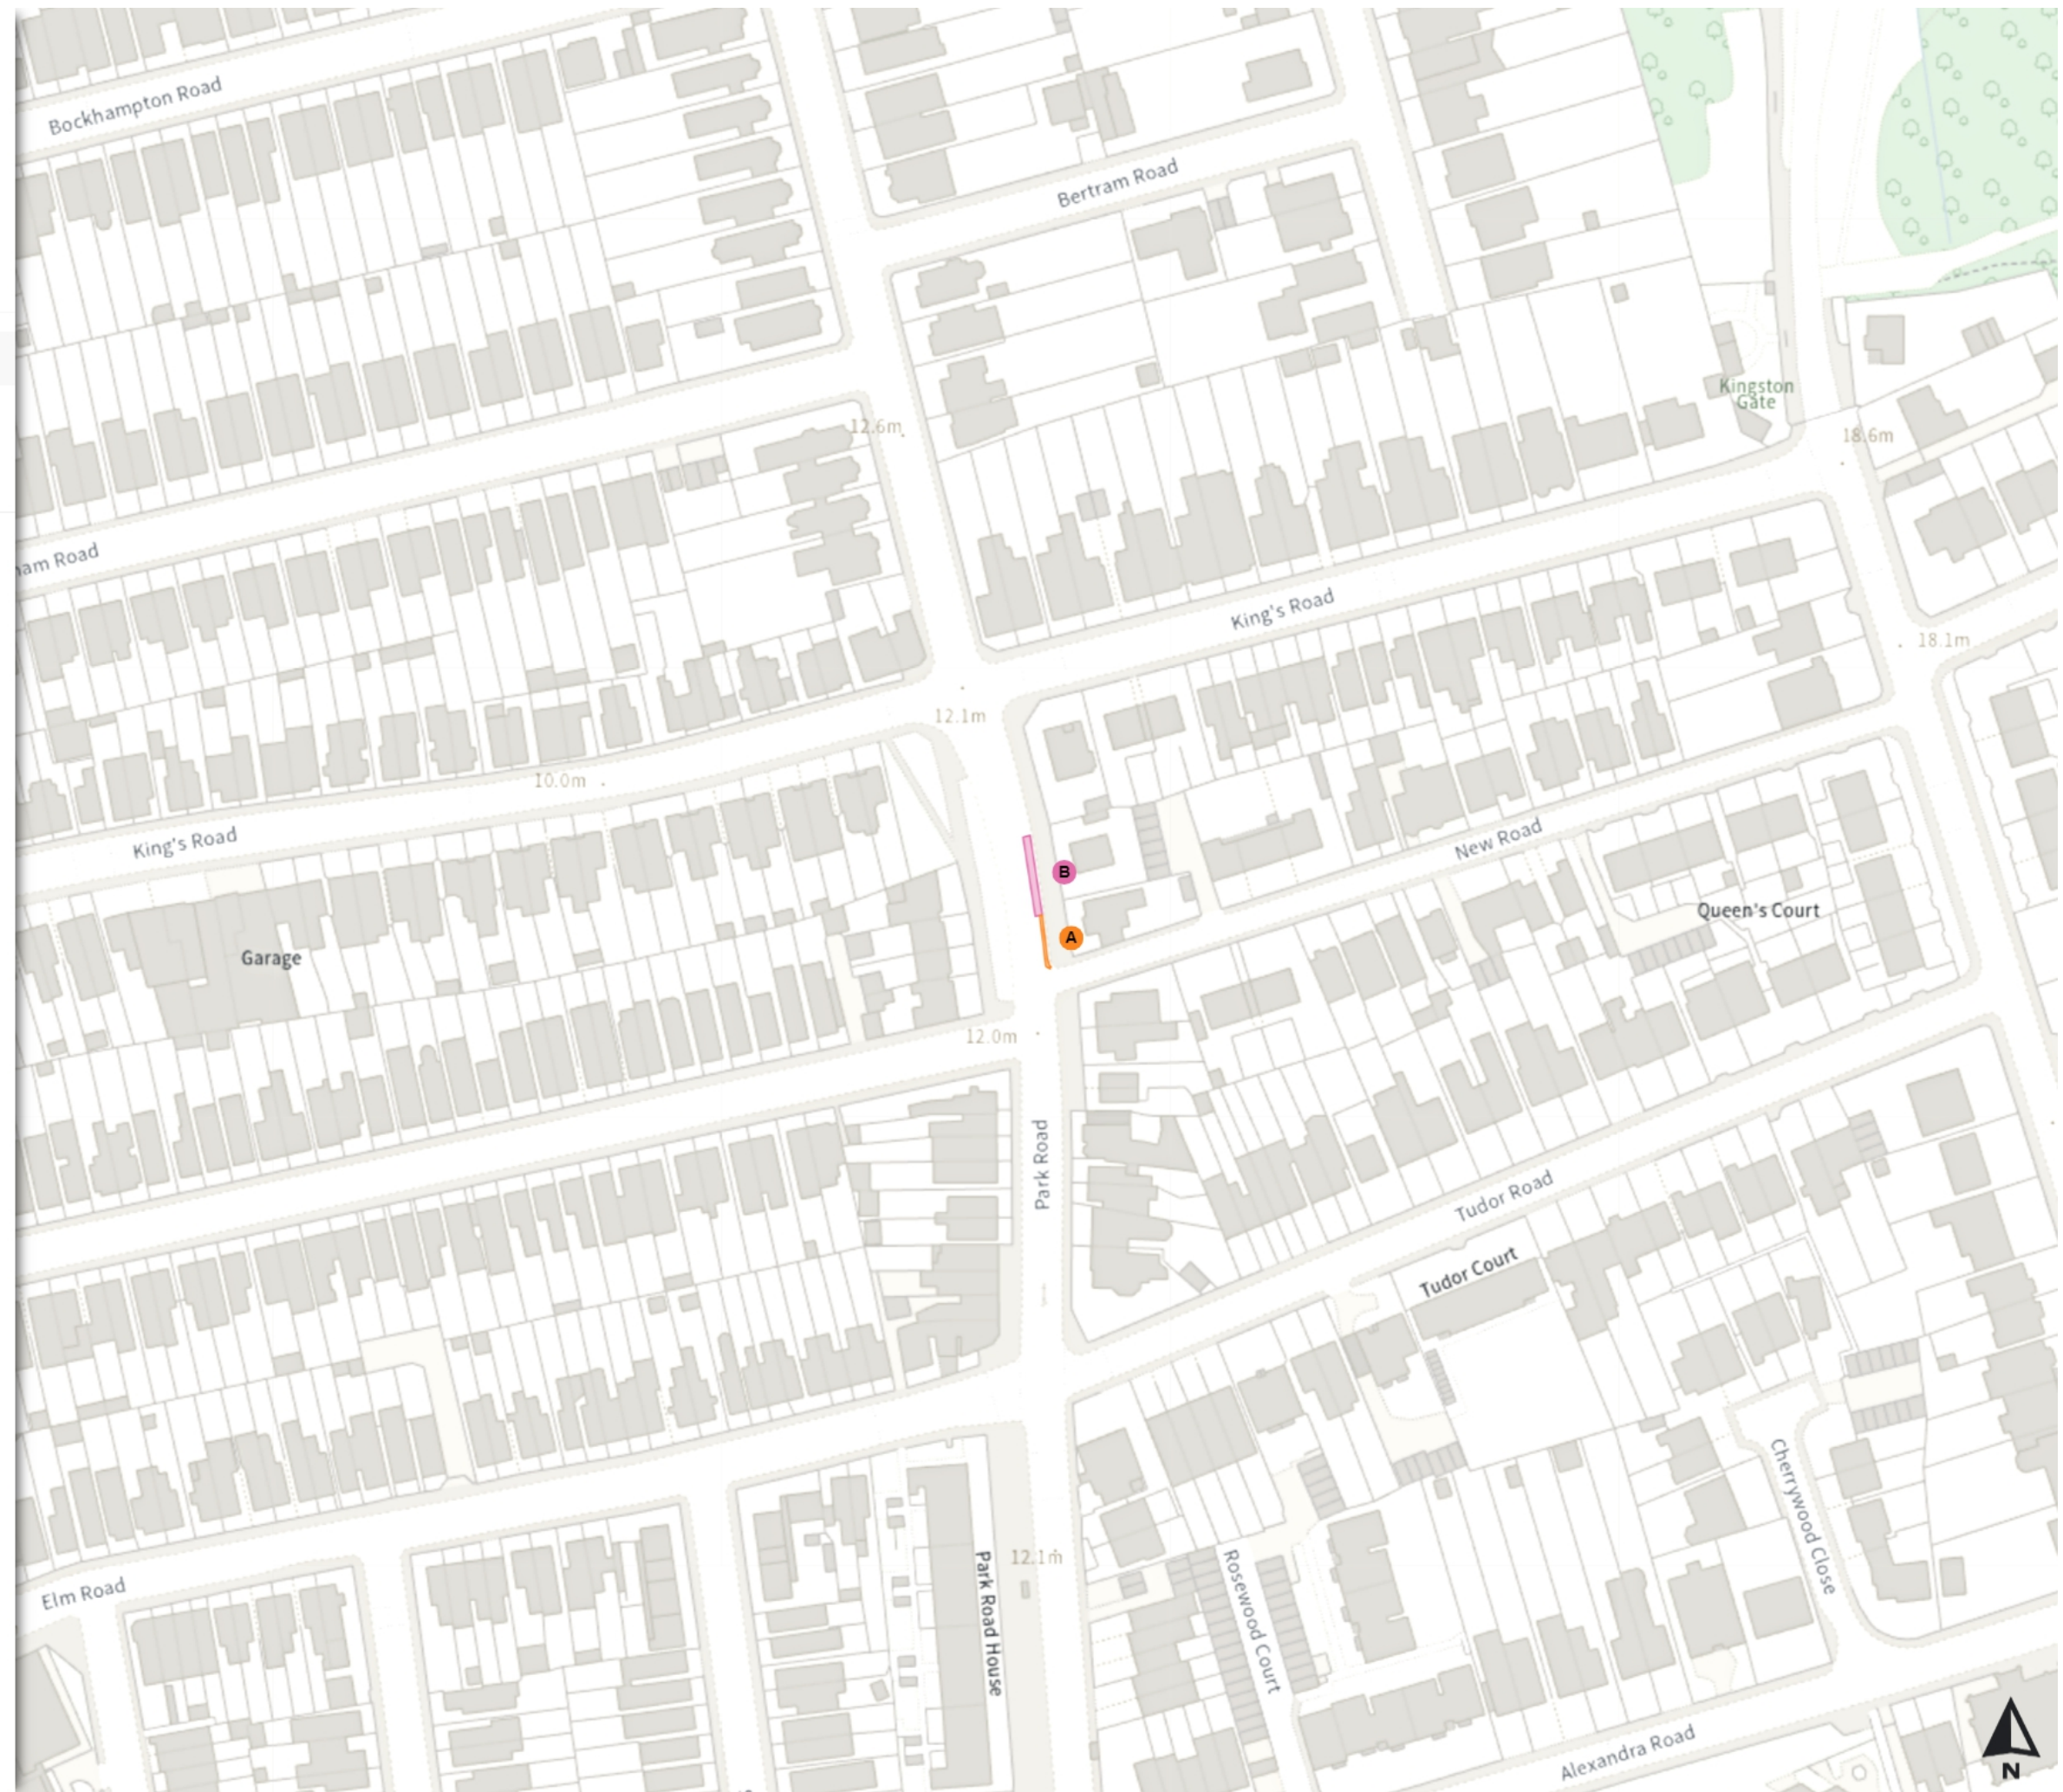 Bockhampton Road
Bertram Road
Kingston
Gate
12.6m
18.6m
ham Road
King's Road
18.1m
12.1m
10.0m
King's Road
New Road
B
Queen's Court
A
Garage
12.0m
Park Road
Tudor Road
Tudor Court
Cherrywood Close
12.1m
Park Road House
Rosewood Court
Elm Road
Alexandra Road
N